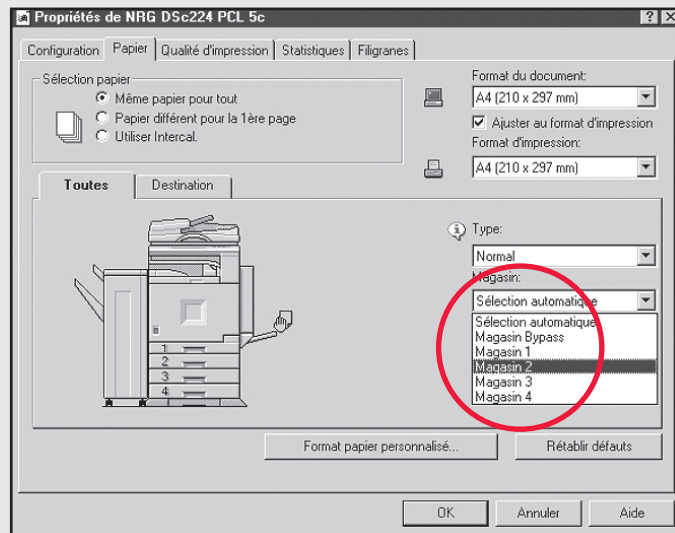 Propriétés de NRG DSc224 PCL 5c
Configuration
Papier
Qualité d'impression
Statistiques
Filigranes
Sélection papier
Même papier pour tout
Papier différent pour la 1ère page
Utiliser Intercal.
Format du document:
A4 (210 x 297 mm)
Ajuster au format d'impression
Format d'impression:
A4 (210 x 297 mm)
Toutes
Destination
1
2
3
4
Type:
Normal
Magasin:
Sélection automatique
Sélection automatique
Magasin Bypass
Magasin 1
Magasin 2
Magasin 3
Magasin 4
Format papier personnalisé...
Rétablir défauts
OK
Annuler
Aide